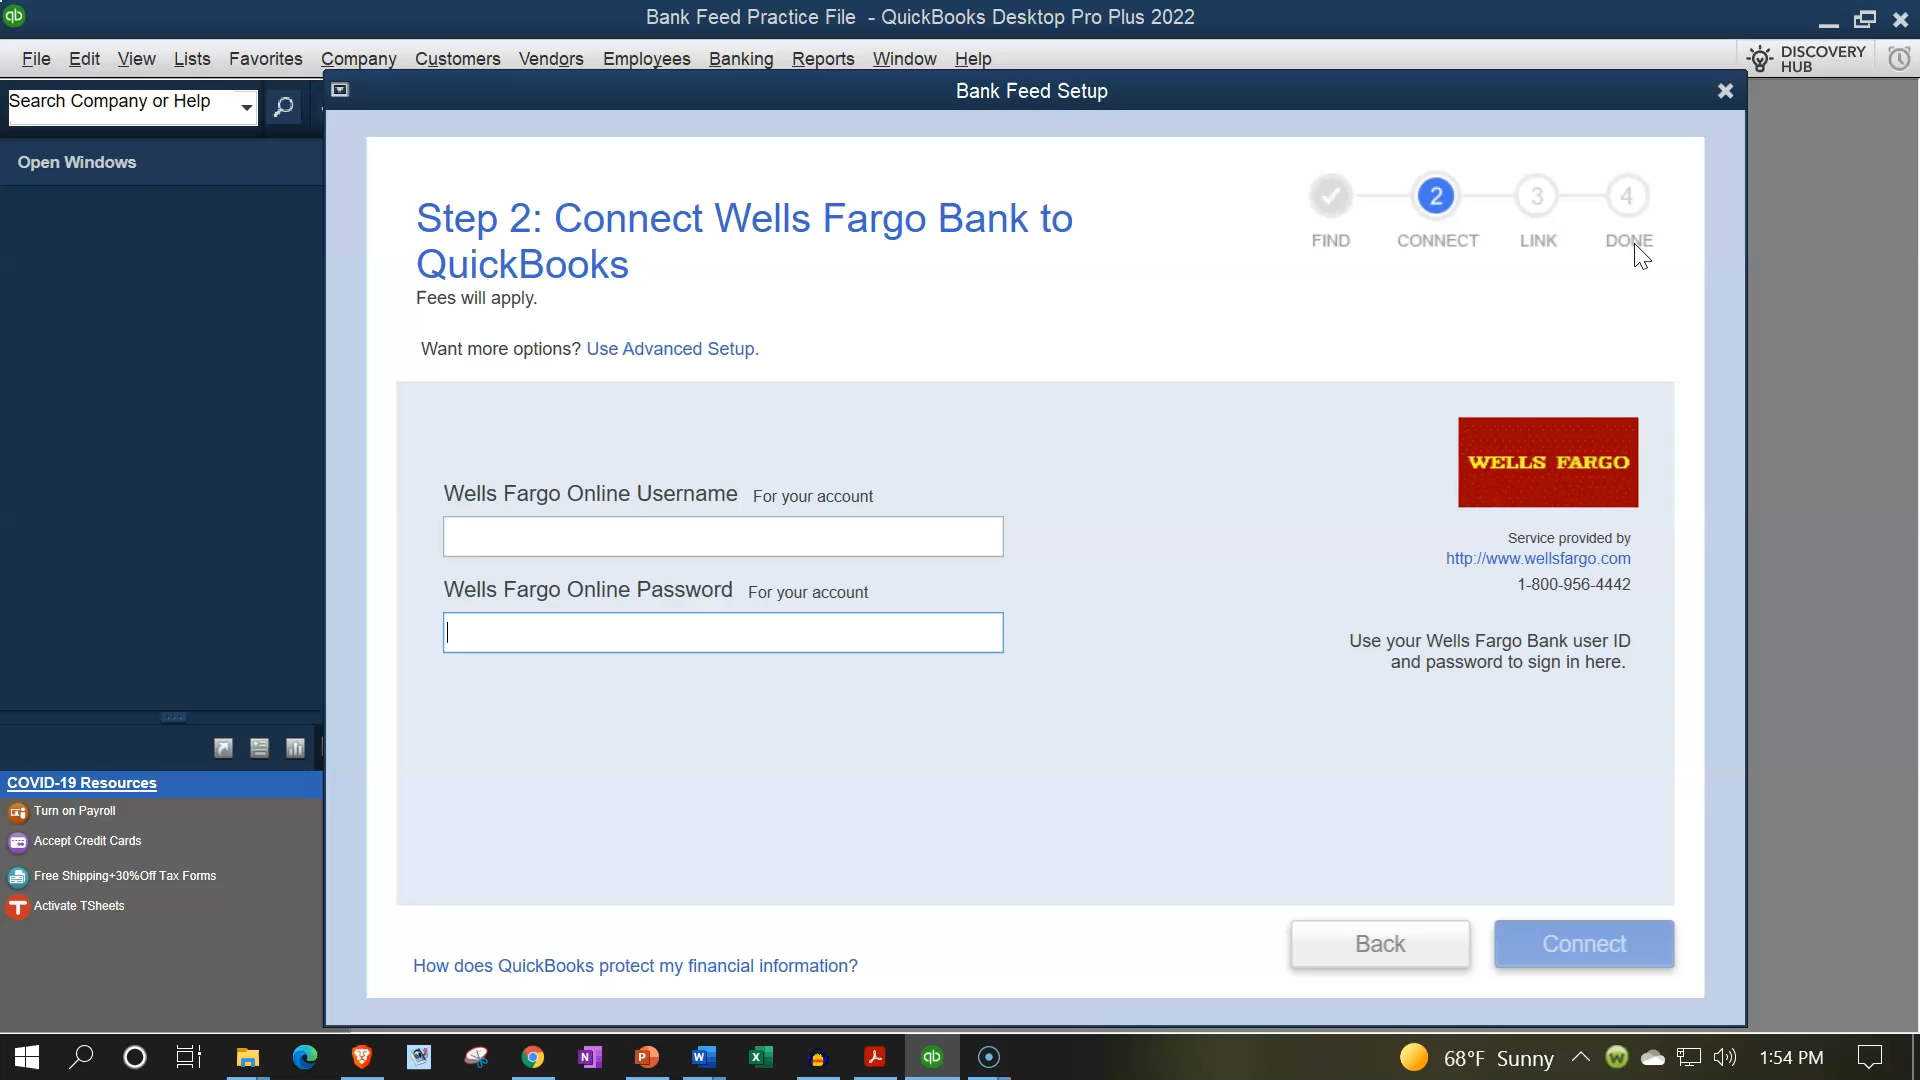 qb
Bank Feed Practice File - QuickBooks Desktop Pro Plus 2022
File Edit View Lists Favorites Company Customers Vendors Employees Banking Reports Window Help
DISCOVERY
HUB
Search Company or Help
Bank Feed Setup
Open Windows
2 3 4
FIND CONNECT LINK DONE
Step 2: Connect Wells Fargo Bank to
QuickBooks
Fees will apply.
Want more options? Use Advanced Setup.
WELLS FARGO
Wells Fargo Online Username For your account
Service provided by
http://www.wellsfargo.com
1-800-956-4442
Wells Fargo Online Password For your account
Use your Wells Fargo Bank user ID
and password to sign in here.
COVID-19 Resources
Turn on Payroll
Accept Credit Cards
Free Shipping+30%Off Tax Forms
T Activate TSheets
Back Connect
How does QuickBooks protect my financial information?
N P W X qb W 68°F Sunny 1:54 PM